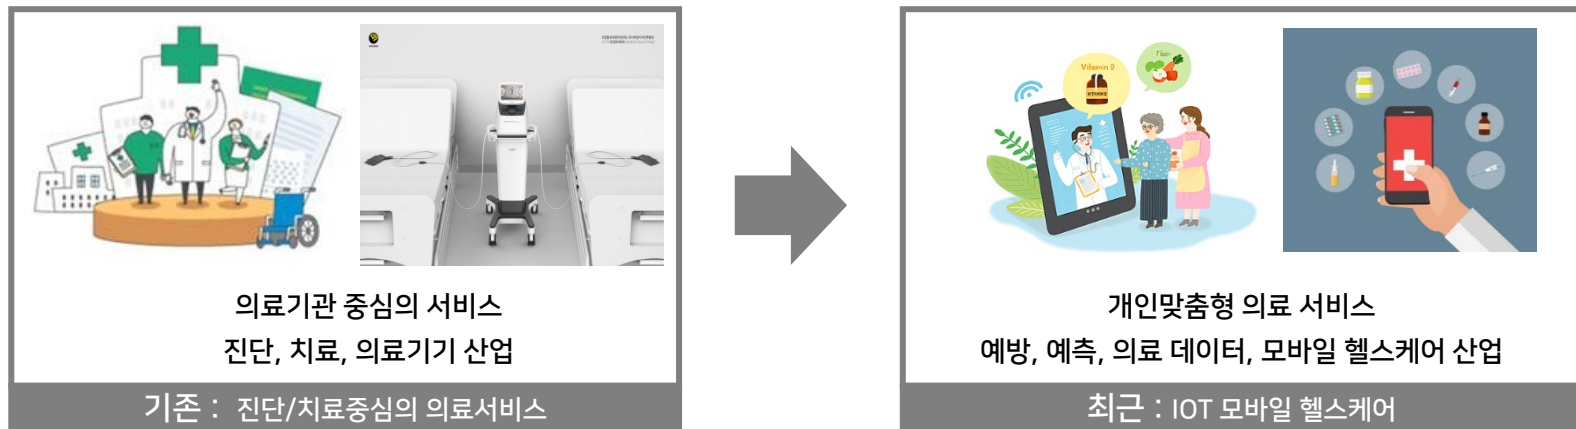 Vitamin D
Fiber
VITAMIN D
의료기관 중심의 서비스
진단, 치료, 의료기기 산업
기존 : 진단/치료중심의 의료서비스
개인맞춤형 의료 서비스
예방, 예측, 의료 데이터, 모바일 헬스케어 산업
최근 : IOT 모바일 헬스케어